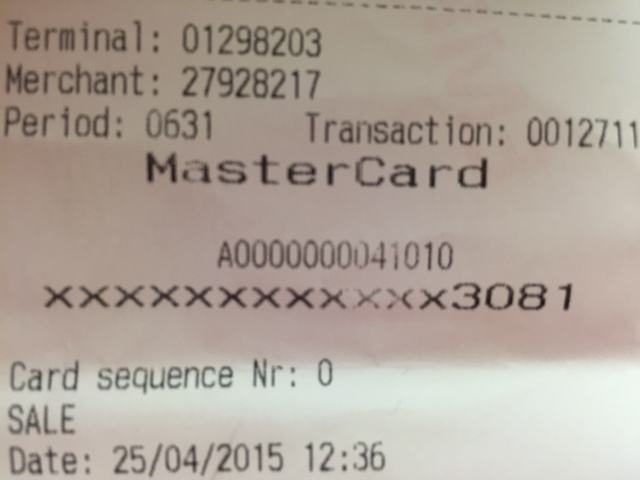 Terminal: 01298203
Merchant: 27928217
Period: 0631 Transaction: 0012711
MasterCard
A0000000041010
xxxxxxxxxxxx3081
Card sequence Nr: 0
SALE
Date: 25/04/2015 12:36